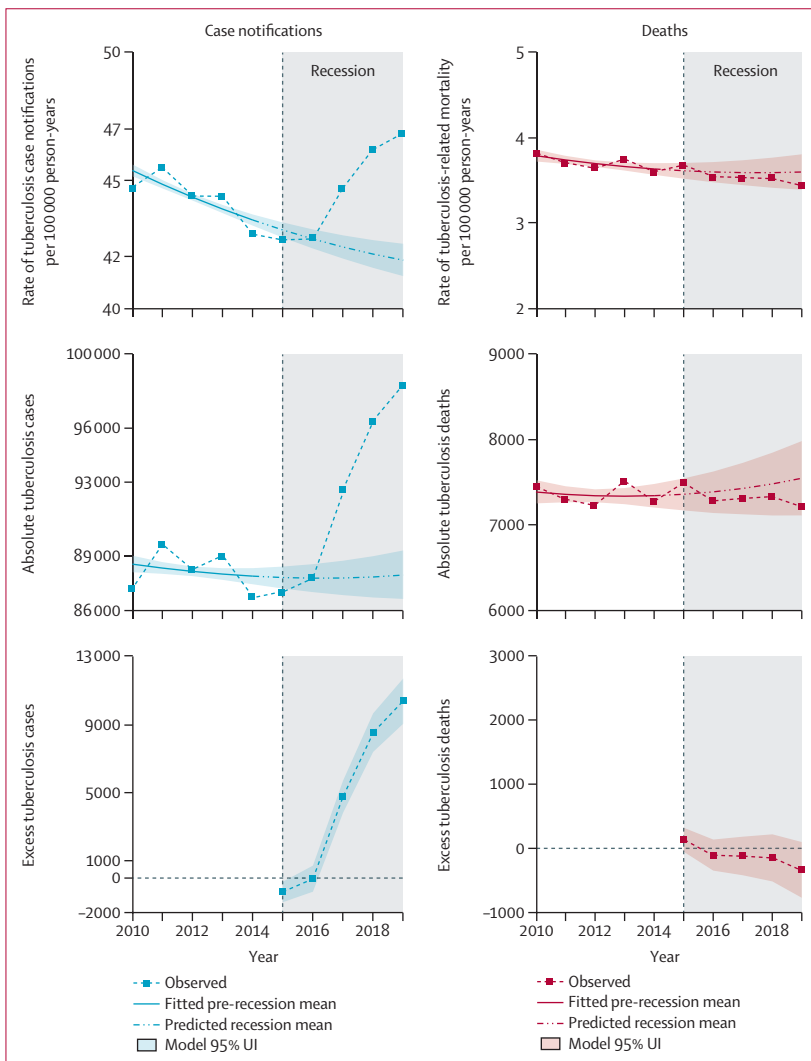 Case notifications
Deaths
50
47
45
42
40
Rate of tuberculosis case notifications
per 100 000 person-years
Recession
5
4
3
2
Rate of tuberculosis-related mortality
per 100 000 person-years
Recession
100 000
96 000
93 000
89 000
86 000
Absolute tuberculosis cases
9000
8000
7000
6000
Absolute tuberculosis deaths
13 000
9000
5000
1000
0
–2000
Excess tuberculosis cases
2010 2012 2014 2016 2018
Year
3000
2000
1000
0
–1000
Excess tuberculosis deaths
2010 2012 2014 2016 2018
Year
Observed
Fitted pre-recession mean
Predicted recession mean
Model 95% UI
Observed
Fitted pre-recession mean
Predicted recession mean
Model 95% UI